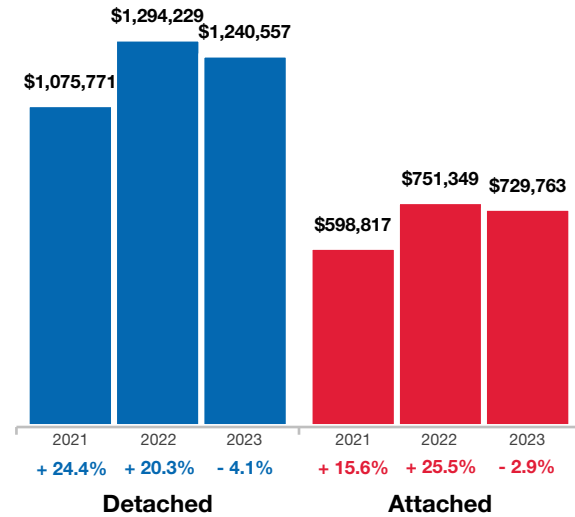 $1,294,229
$1,240,557
$1,075,771
$751,349
$729,763
$598,817
2021 2022 2023 2021 2022 2023
+ 24.4% + 20.3% - 4.1% + 15.6% + 25.5% - 2.9%
Detached Attached